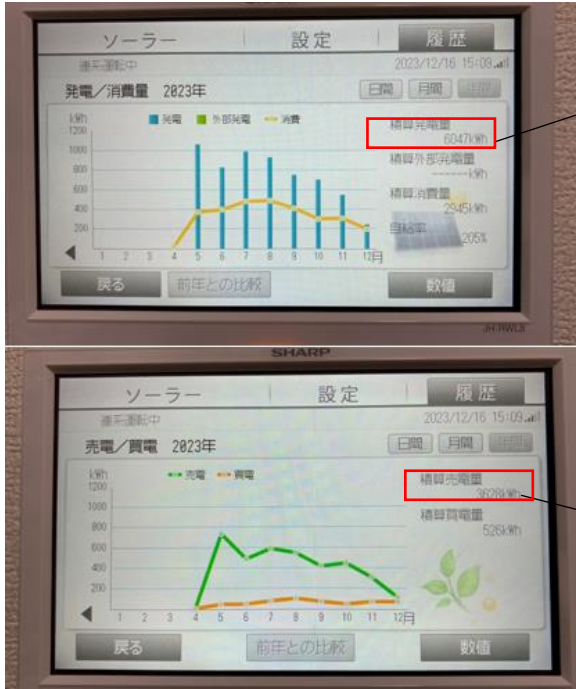 SHARP
ソーラー 設定 履歴
連系運転中 2023/12/16 15:09
発電／消費量 2023年 日間 月間 年間
kWh 発電 外部発電 消費 積算発電量
1200 6047kWh
1000 積算外部発電量
800 -------kWh
600 積算消費量
400 2945kWh
200 自給率
205%
1 2 3 4 5 6 7 8 9 10 11 12月
戻る 前年との比較 数値
JH-RWL8
SHARP
ソーラー 設定 履歴
連系運転中 2023/12/16 15:09
売電／買電 2023年 日間 月間 年間
kWh 売電 買電 積算売電量
1200 3628kWh
1000 積算買電量
800 526kWh
600
400
200
1 2 3 4 5 6 7 8 9 10 11 12月
戻る 前年との比較 数値